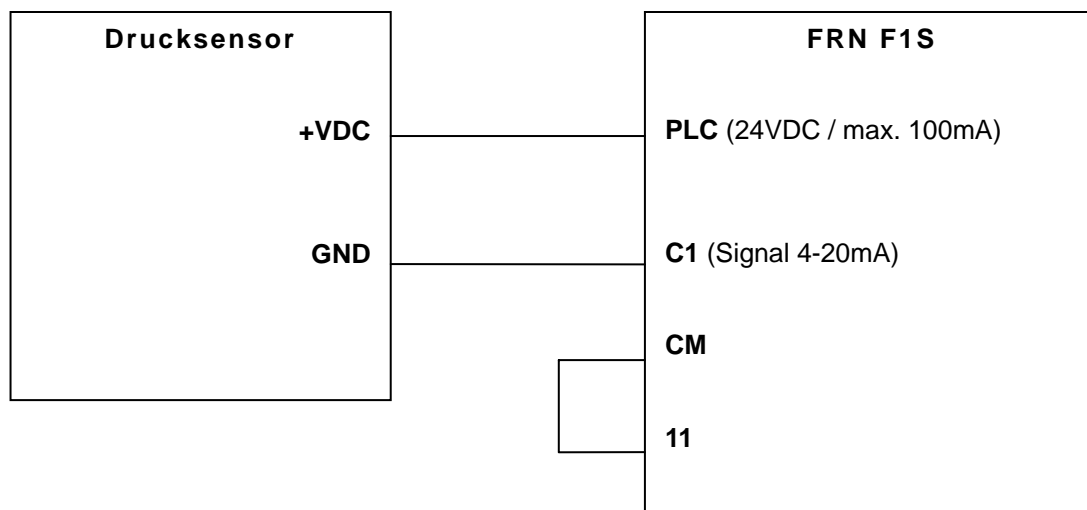 Drucksensor
FRN F1S
+VDC
PLC (24VDC / max. 100mA)
GND
C1 (Signal 4-20mA)
CM
11